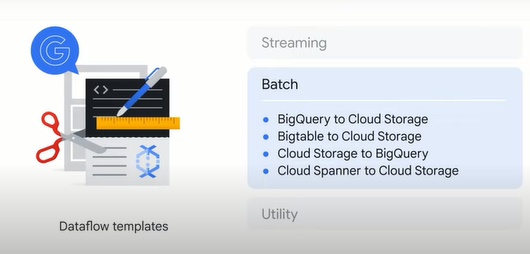 Streaming
Batch
BigQuery to Cloud Storage
Bigtable to Cloud Storage
Cloud Storage to BigQuery
Cloud Spanner to Cloud Storage
Utility
Dataflow templates